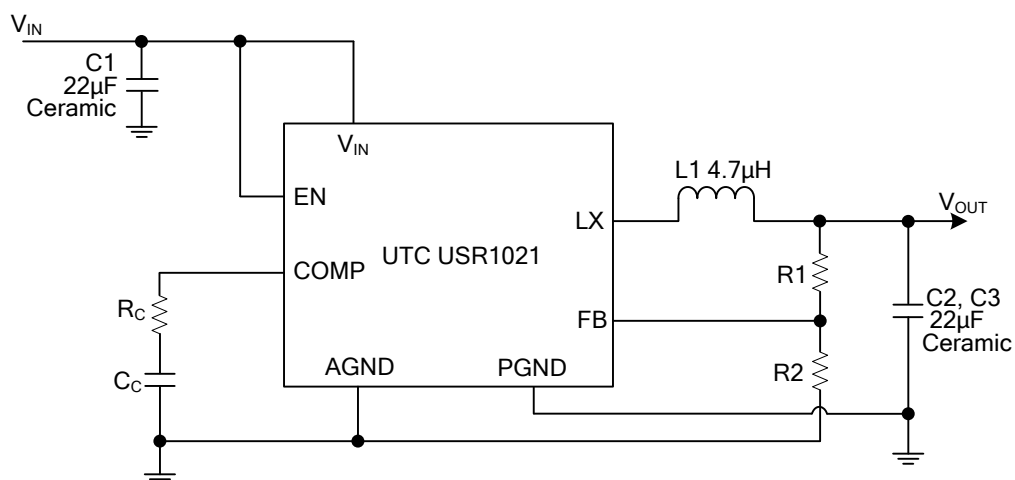 VIN
C1
22µF
Ceramic
VIN
EN
L1 4.7µH
VOUT
LX
UTC USR1021
COMP
R1
RC
FB
C2, C3
22µF
Ceramic
AGND
PGND
R2
CC